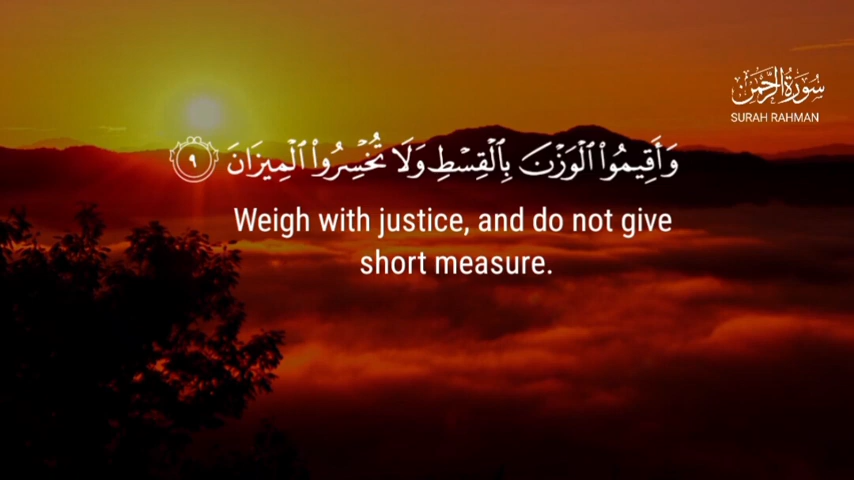 سُورَةُ الرَّحْمٰن
SURAH RAHMAN
وَأَقِيمُوا۟ ٱلْوَزْنَ بِٱلْقِسْطِ وَلَا تُخْسِرُوا۟ ٱلْمِيزَانَ ٩
Weigh with justice, and do not give
short measure.